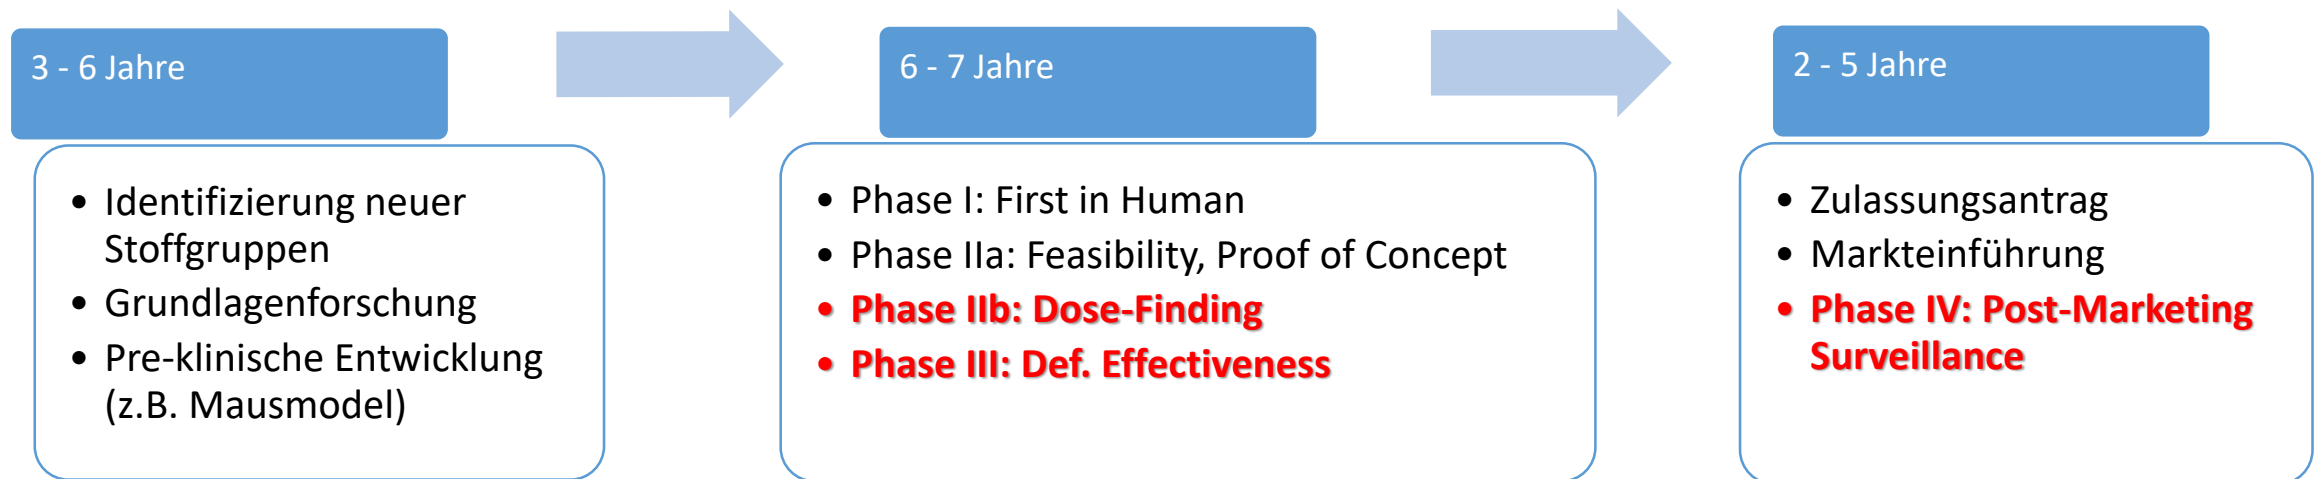 3 - 6 Jahre
• Identifizierung neuer
Stoffgruppen
• Grundlagenforschung
• Pre-klinische Entwicklung
(z.B. Mausmodel)
6 - 7 Jahre
• Phase I: First in Human
• Phase IIa: Feasibility, Proof of Concept
• Phase IIb: Dose-Finding
• Phase III: Def. Effectiveness
2 - 5 Jahre
• Zulassungsantrag
• Markteinführung
• Phase IV: Post-Marketing
Surveillance